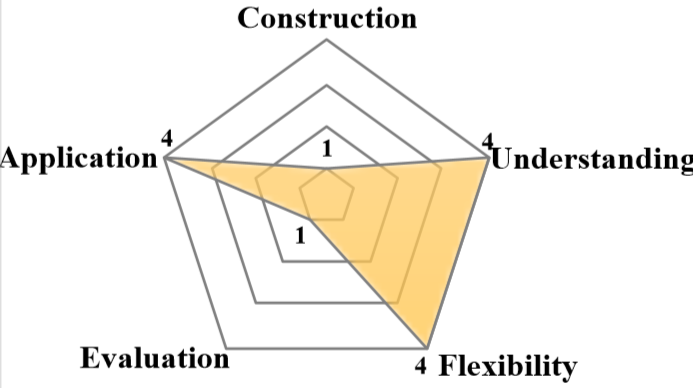 Construction
4
1
4
Application
Understanding
1
Evaluation
4 Flexibility